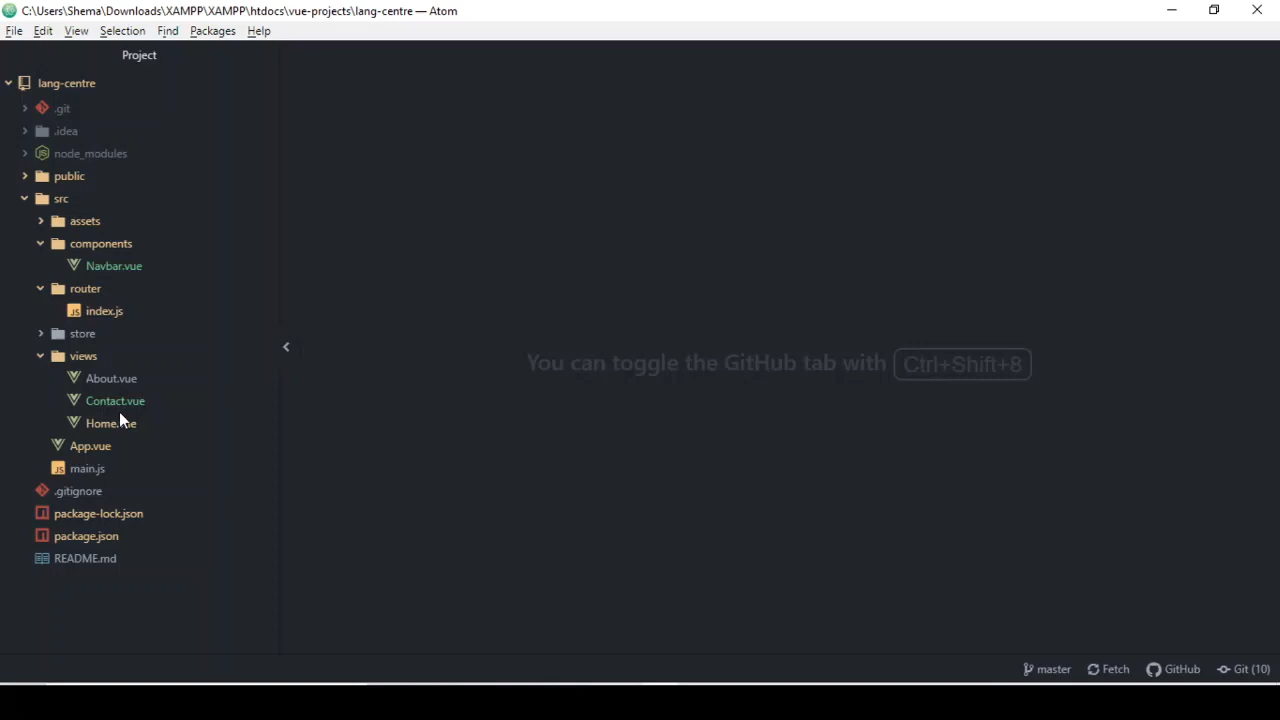 C:\Users\Shema\Downloads\XAMPP\XAMPP\htdocs\vue-projects\lang-centre — Atom
File Edit View Selection Find Packages Help
Project
lang-centre
.git
.idea
node_modules
public
src
assets
components
Navbar.vue
router
index.js
store
views
About.vue
Contact.vue
App.vue
main.js
.gitignore
package-lock.json
package.json
README.md
You can toggle the GitHub tab with Ctrl+Shift+8
master Fetch GitHub Git (10)